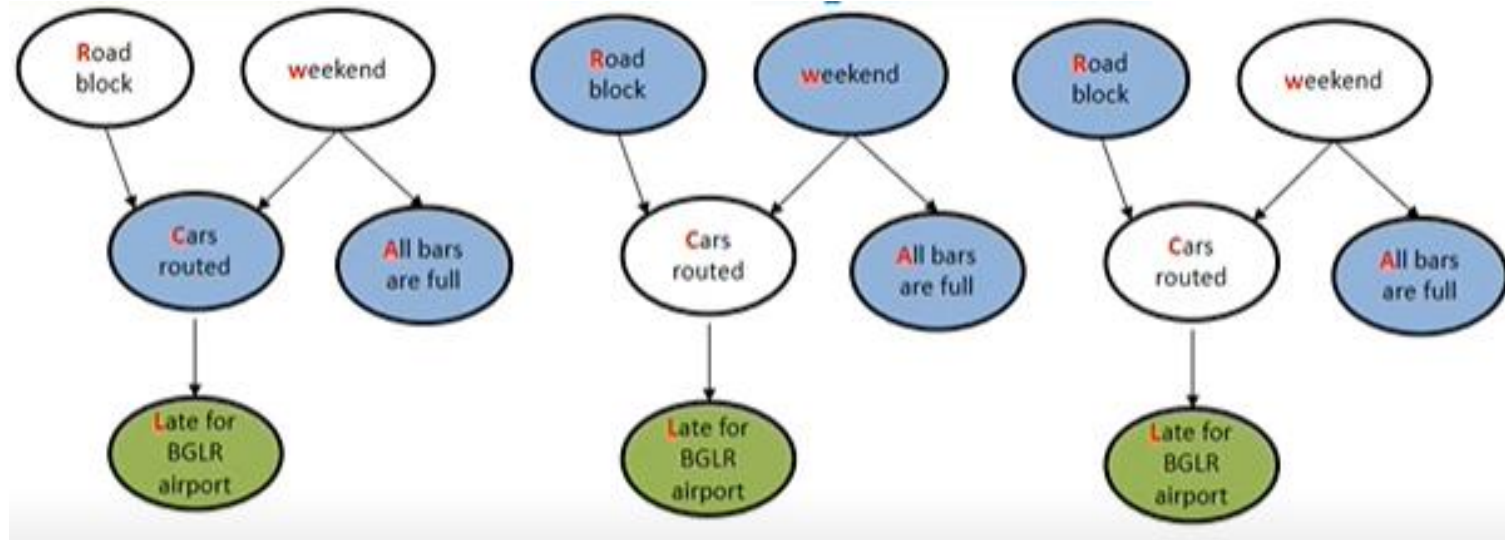 Road
block
weekend
Cars
routed
All bars
are full
Late for
BGLR
airport
Road
block
weekend
Cars
routed
All bars
are full
Late for
BGLR
airport
Road
block
weekend
Cars
routed
All bars
are full
Late for
BGLR
airport